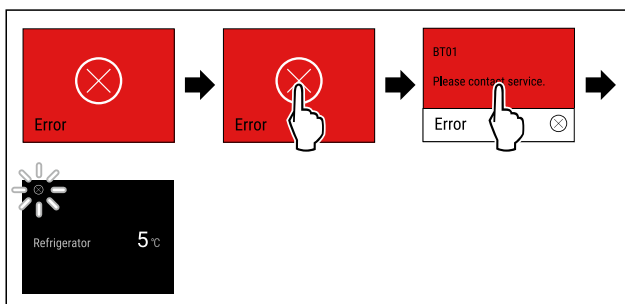 Error
Error
BT01
Please contact service.
Error
Refrigerator 5 °C